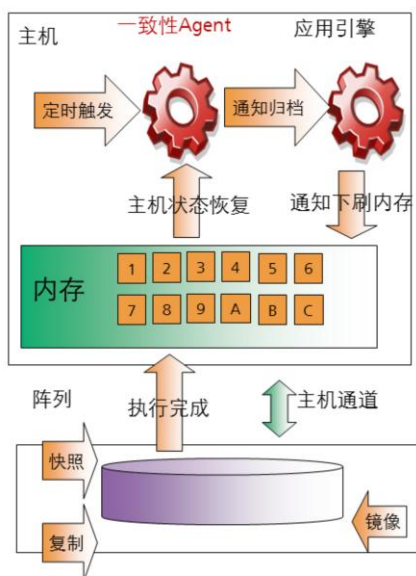 主机
一致性Agent
应用引擎
定时触发
通知归档
主机状态恢复
通知下刷内存
内存
1 2 3 4 5 6
7 8 9 A B C
阵列
执行完成
主机通道
快照
复制
镜像